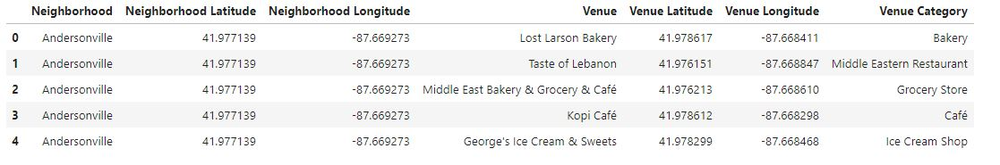 Neighborhood Neighborhood Latitude Neighborhood Longitude Venue Venue Latitude Venue Longitude Venue Category
0 Andersonville 41.977139 -87.669273 Lost Larson Bakery 41.978617 -87.668411 Bakery
1 Andersonville 41.977139 -87.669273 Taste of Lebanon 41.976151 -87.668847 Middle Eastern Restaurant
2 Andersonville 41.977139 -87.669273 Middle East Bakery & Grocery & Café 41.976213 -87.668610 Grocery Store
3 Andersonville 41.977139 -87.669273 Kopi Café 41.978612 -87.668298 Café
4 Andersonville 41.977139 -87.669273 George's Ice Cream & Sweets 41.978299 -87.668468 Ice Cream Shop